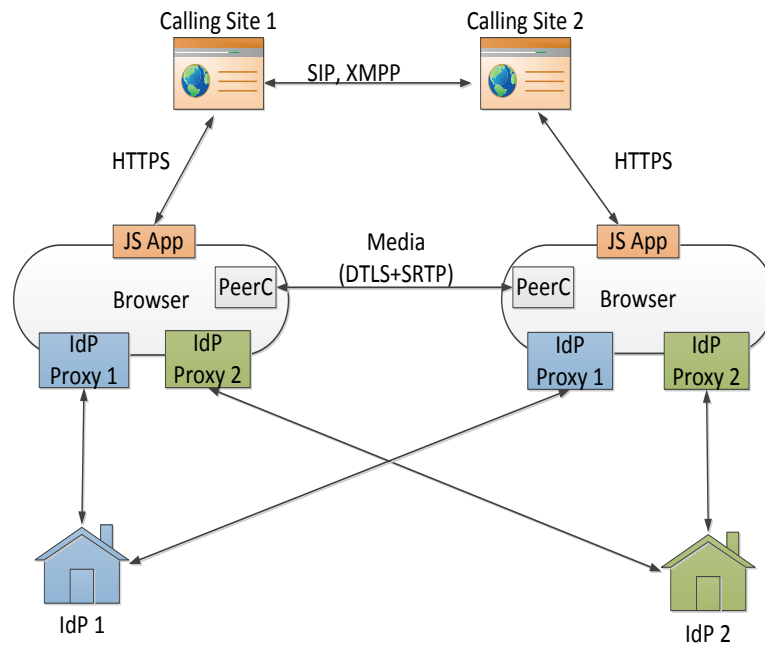 Calling Site 1
Calling Site 2
SIP, XMPP
HTTPS
HTTPS
JS App
JS App
Media
(DTLS+SRTP)
PeerC
PeerC
Browser
Browser
IdP
Proxy 1
IdP
Proxy 2
IdP
Proxy 1
IdP
Proxy 2
IdP 1
IdP 2